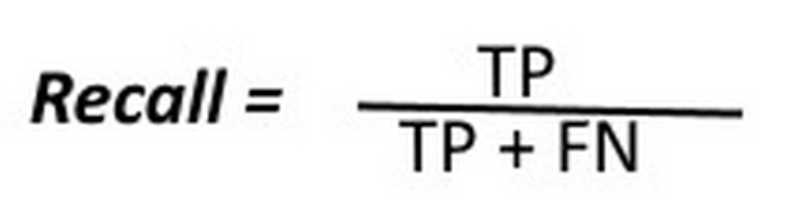 Recall = TP
TP + FN